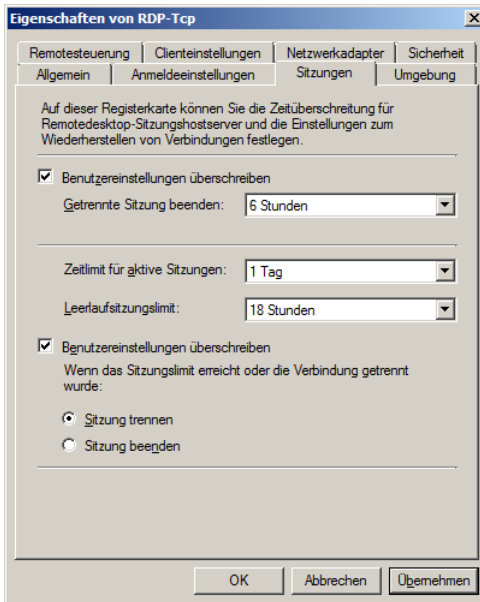 Eigenschaften von RDP-Tcp
Remotesteuerung Clienteinstellungen Netzwerkadapter Sicherheit
Allgemein Anmeldeeinstellungen Sitzungen Umgebung
Auf dieser Registerkarte können Sie die Zeitüberschreitung für
Remotedesktop-Sitzungshostserver und die Einstellungen zum
Wiederherstellen von Verbindungen festlegen.
Benutzereinstellungen überschreiben
Getrennte Sitzung beenden: 6 Stunden
Zeitlimit für aktive Sitzungen: 1 Tag
Leerlaufsitzungslimit: 18 Stunden
Benutzereinstellungen überschreiben
Wenn das Sitzungslimit erreicht oder die Verbindung getrennt
wurde:
Sitzung trennen
Sitzung beenden
OK Abbrechen Übernehmen